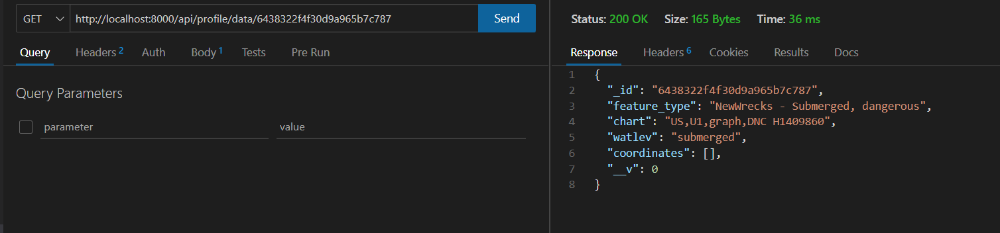 GET http://localhost:8000/api/profile/data/6438322f4f30d9a965b7c787 Send
Query Headers 2 Auth Body 1 Tests Pre Run
Query Parameters
parameter value
Status: 200 OK Size: 165 Bytes Time: 36 ms
Response Headers 6 Cookies Results Docs
1 {
2 "_id": "6438322f4f30d9a965b7c787",
3 "feature_type": "NewWrecks - Submerged, dangerous",
4 "chart": "US,U1,graph,DNC H1409860",
5 "watlev": "submerged",
6 "coordinates": [],
7 "__v": 0
8 }